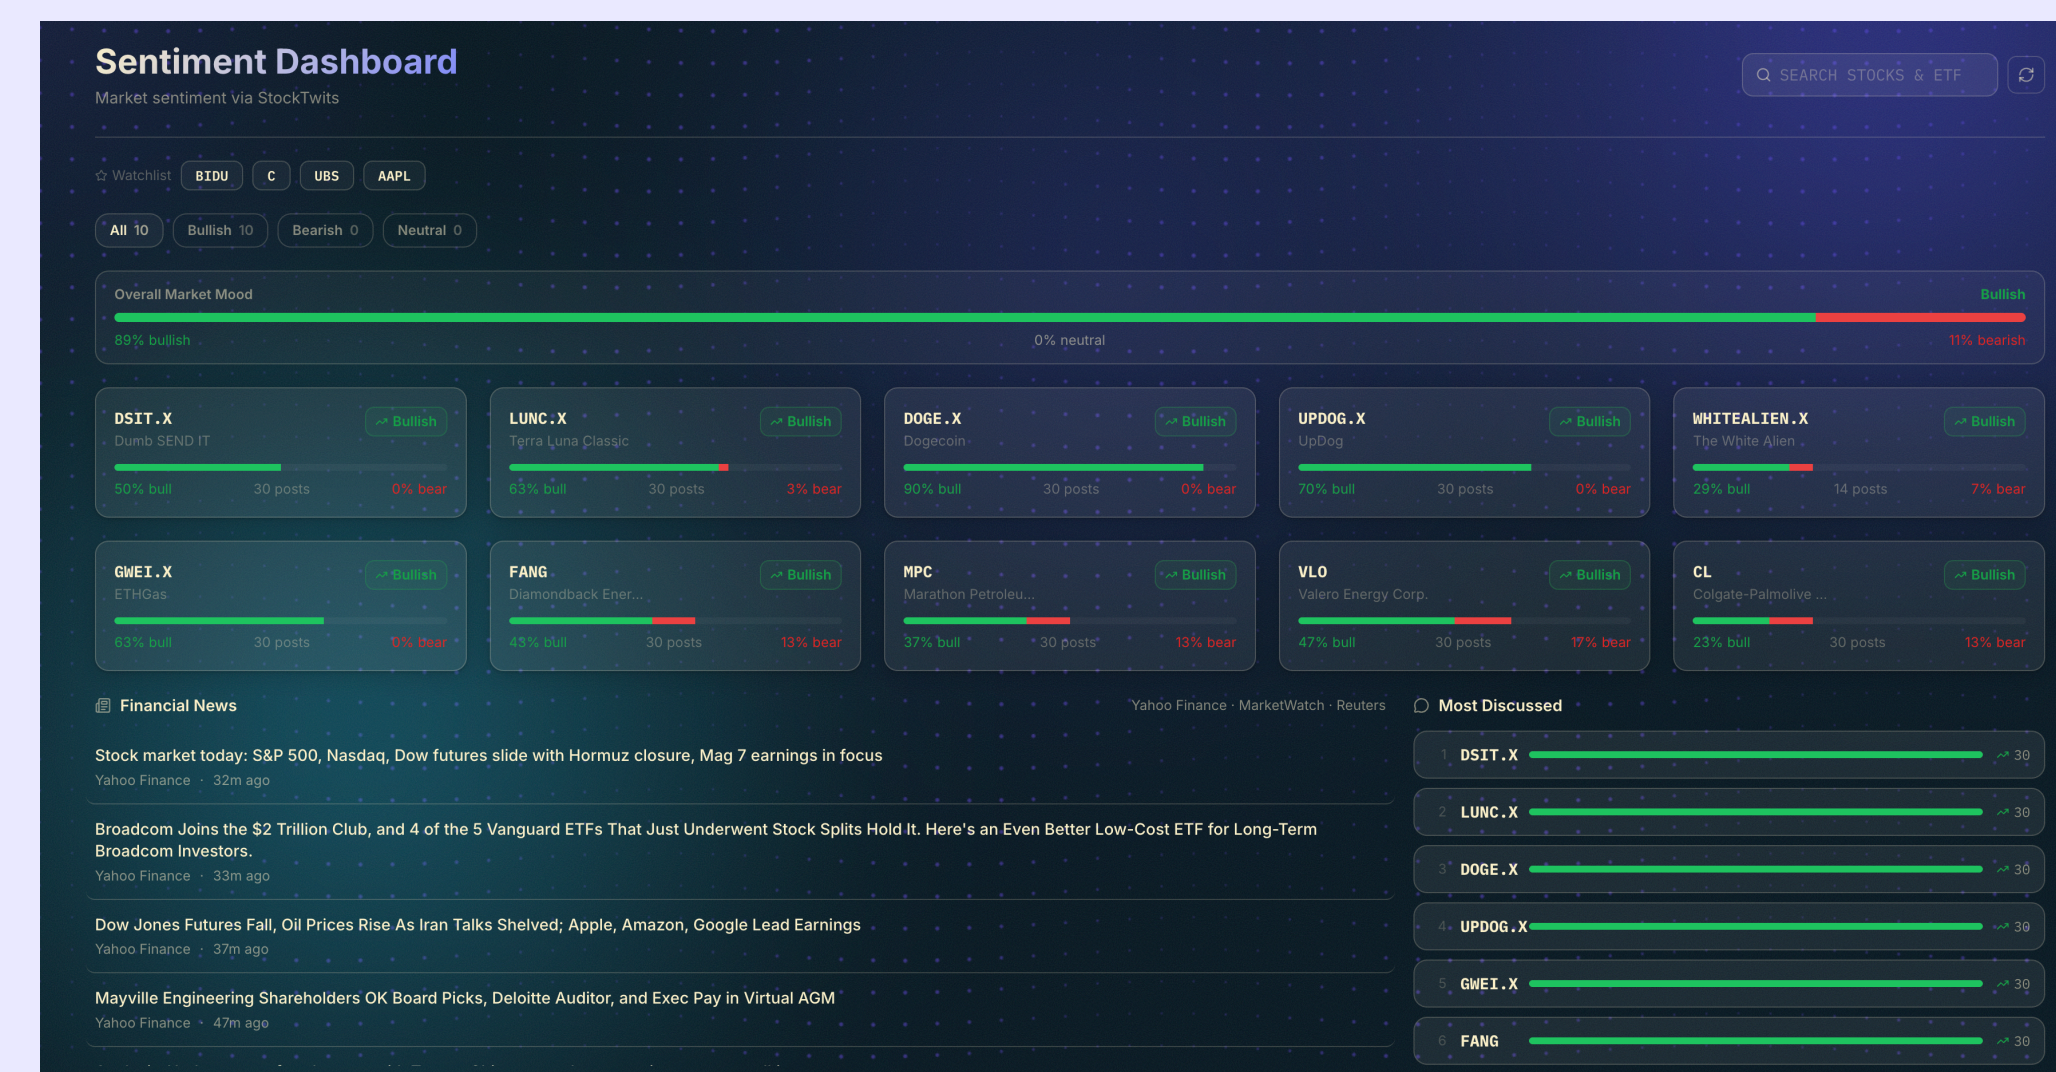 Sentiment Dashboard
Market sentiment via StockTwits
SEARCH STOCKS & ETF
Watchlist BIDU C UBS AAPL
All 10 Bullish 10 Bearish 0 Neutral 0
Overall Market Mood Bullish
89% bullish 0% neutral 11% bearish
DSIT.X Bullish
Dumb SEND IT
50% bull 30 posts 0% bear
LUNC.X Bullish
Terra Luna Classic
63% bull 30 posts 3% bear
DOGE.X Bullish
Dogecoin
90% bull 30 posts 0% bear
UPDOG.X Bullish
UpDog
70% bull 30 posts 0% bear
WHITEALIEN.X Bullish
The White Alien
29% bull 14 posts 7% bear
GWEI.X Bullish
ETHGas
63% bull 30 posts 0% bear
FANG Bullish
Diamondback Ener...
43% bull 30 posts 13% bear
MPC Bullish
Marathon Petroleu...
37% bull 30 posts 13% bear
VLO Bullish
Valero Energy Corp.
47% bull 30 posts 17% bear
CL Bullish
Colgate-Palmolive ...
23% bull 30 posts 13% bear
Financial News Yahoo Finance · MarketWatch · Reuters
Stock market today: S&P 500, Nasdaq, Dow futures slide with Hormuz closure, Mag 7 earnings in focus
Yahoo Finance · 32m ago
Broadcom Joins the $2 Trillion Club, and 4 of the 5 Vanguard ETFs That Just Underwent Stock Splits Hold It. Here's an Even Better Low-Cost ETF for Long-Term
Broadcom Investors.
Yahoo Finance · 33m ago
Dow Jones Futures Fall, Oil Prices Rise As Iran Talks Shelved; Apple, Amazon, Google Lead Earnings
Yahoo Finance · 37m ago
Mayville Engineering Shareholders OK Board Picks, Deloitte Auditor, and Exec Pay in Virtual AGM
Yahoo Finance · 47m ago
Most Discussed
1 DSIT.X 30
2 LUNC.X 30
3 DOGE.X 30
4 UPDOG.X 30
5 GWEI.X 30
6 FANG 30